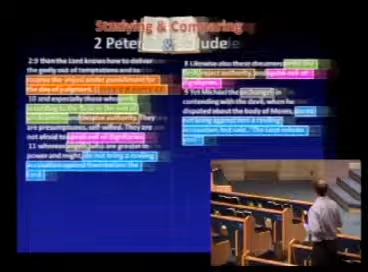 Studying & Comparing
2 Peter & Jude
2:9 then the Lord knows how to deliver
the godly out of temptations and to
reserve the unjust under punishment for
the day of judgment,
10 and especially those who
according to the flesh in the lust of
uncleanness and despise authority. They
are presumptuous, self-willed. They are
not afraid to speak evil of dignitaries,
11 whereas angels, who are greater in
power and might, do not bring a reviling
accusation against them before the
Lord.
8 Likewise also these dreamers defile the
flesh, reject authority, and speak evil of
dignitaries.
9 Yet Michael the archangel, in
contending with the devil, when he
disputed about the body of Moses, dared
not bring against him a reviling
accusation, but said, "The Lord rebuke
you!"